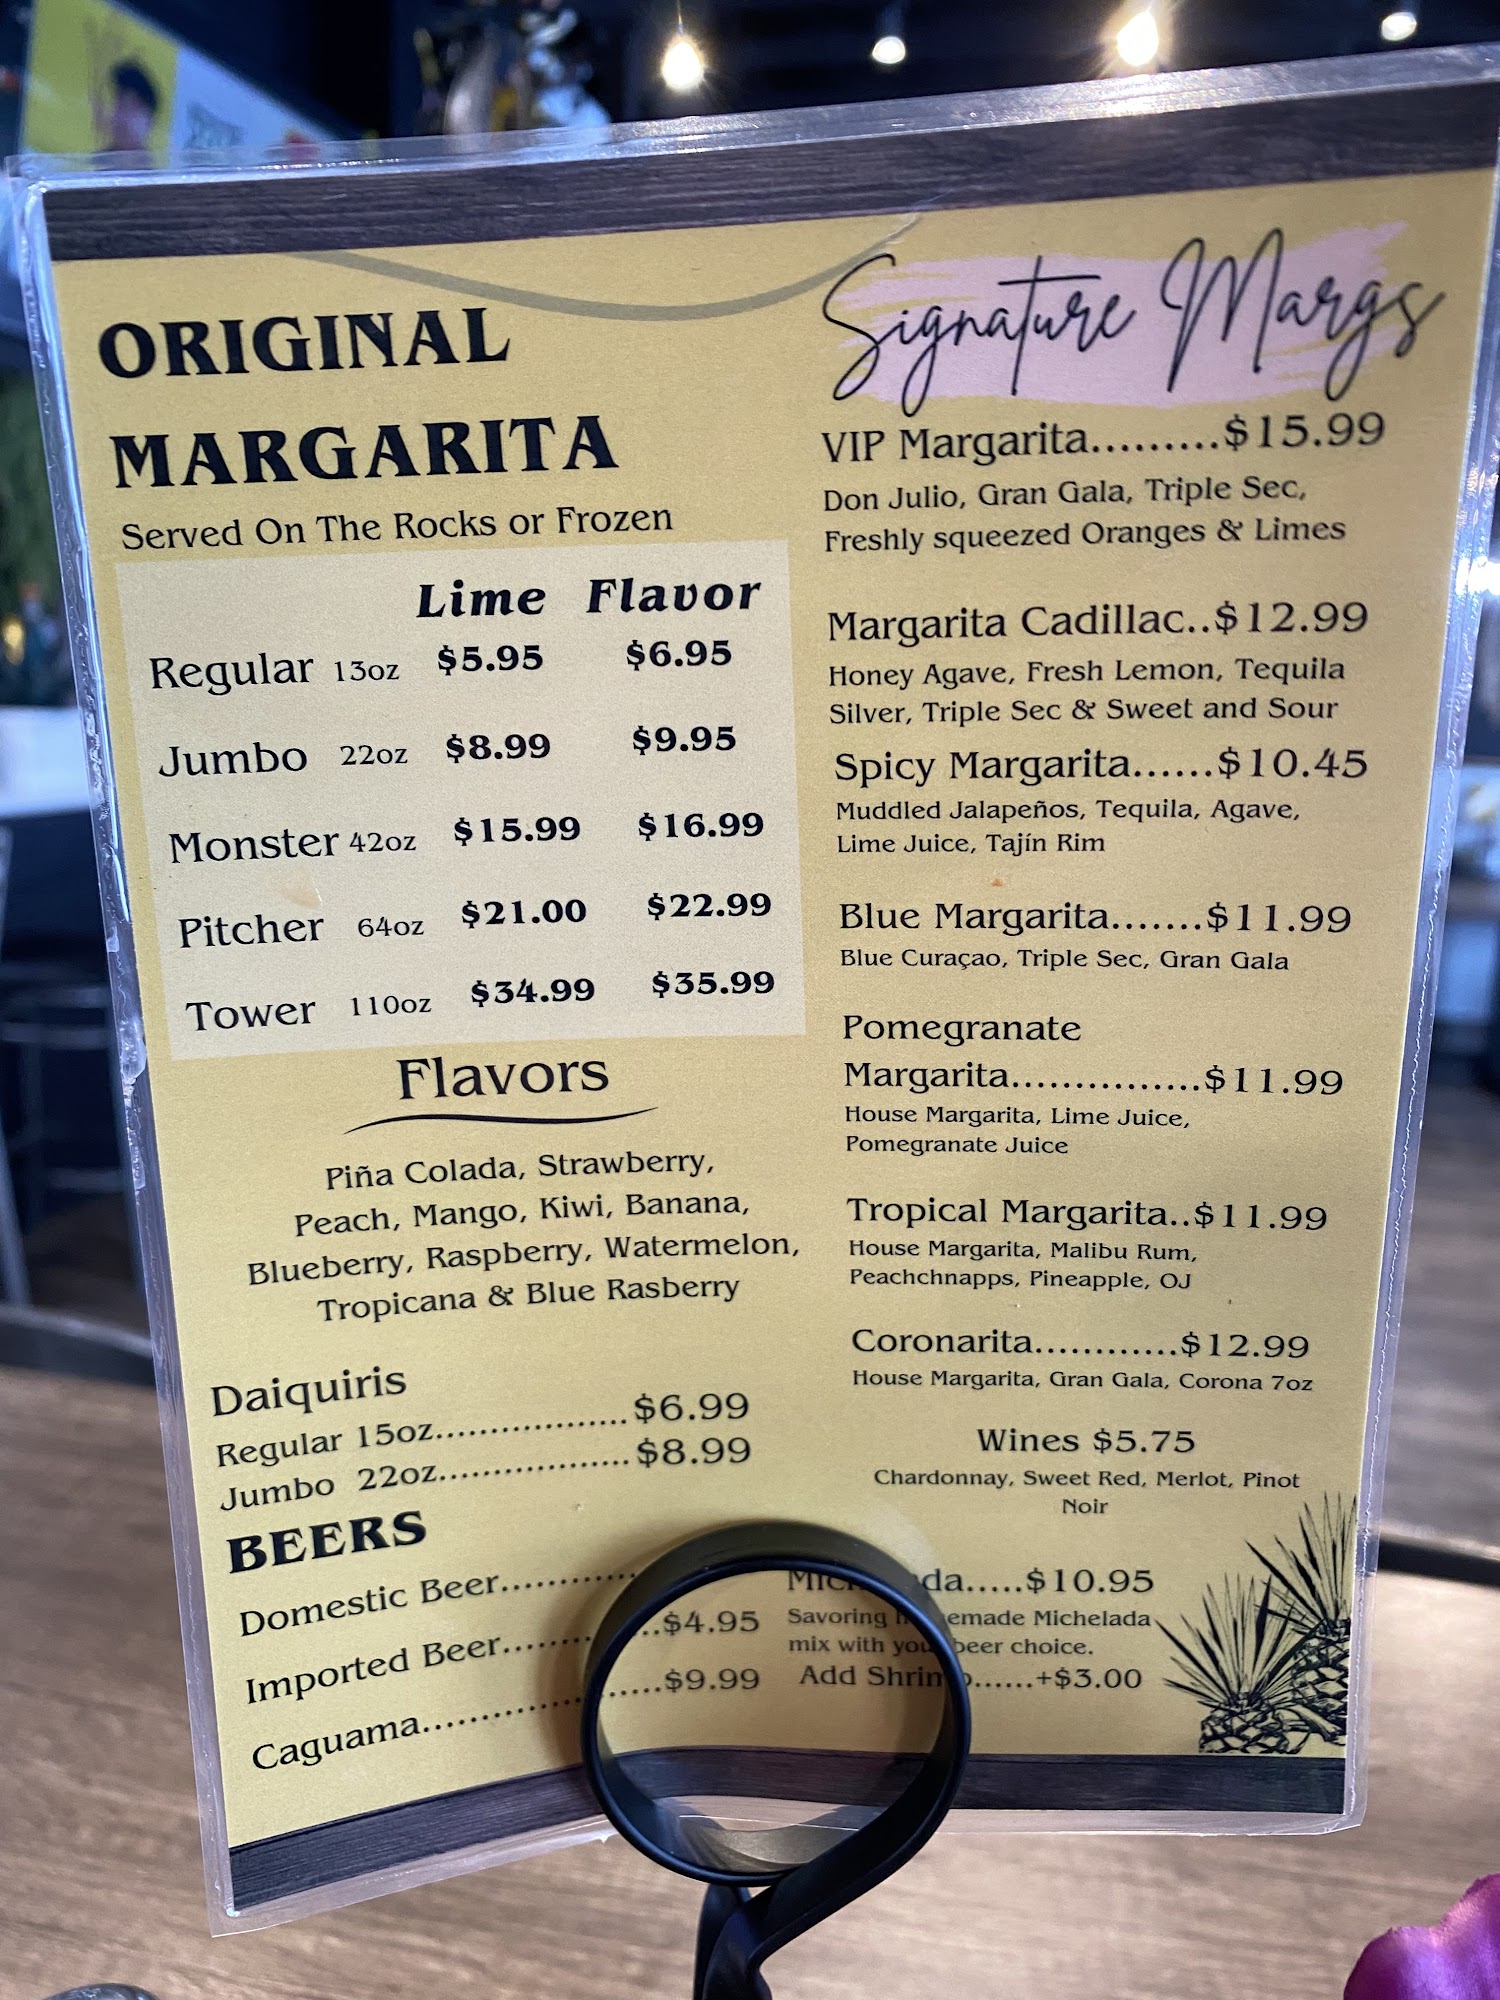 ORIGINAL
MARGARITA
Served On The Rocks or Frozen
Lime Flavor
Regular 13oz $5.95 $6.95
Jumbo 22oz $8.99 $9.95
Monster 42oz $15.99 $16.99
Pitcher 64oz $21.00 $22.99
Tower 110oz $34.99 $35.99
Flavors
Piña Colada, Strawberry,
Peach, Mango, Kiwi, Banana,
Blueberry, Raspberry, Watermelon,
Tropicana & Blue Rasberry
Daiquiris
Regular 15oz...................$6.99
Jumbo 22oz...................$8.99
BEERS
Domestic Beer............
Imported Beer..........$4.95
Caguama.................$9.99
Signature Margs
VIP Margarita.........$15.99
Don Julio, Gran Gala, Triple Sec,
Freshly squeezed Oranges & Limes
Margarita Cadillac..$12.99
Honey Agave, Fresh Lemon, Tequila
Silver, Triple Sec & Sweet and Sour
Spicy Margarita......$10.45
Muddled Jalapeños, Tequila, Agave,
Lime Juice, Tajín Rim
Blue Margarita.......$11.99
Blue Curaçao, Triple Sec, Gran Gala
Pomegranate
Margarita...............$11.99
House Margarita, Lime Juice,
Pomegranate Juice
Tropical Margarita..$11.99
House Margarita, Malibu Rum,
Peachchnapps, Pineapple, OJ
Coronarita............$12.99
House Margarita, Gran Gala, Corona 7oz
Wines $5.75
Chardonnay, Sweet Red, Merlot, Pinot
Noir
.....$10.95
Savoring homemade Michelada
mix with your beer choice.
Add Shrimp......+$3.00